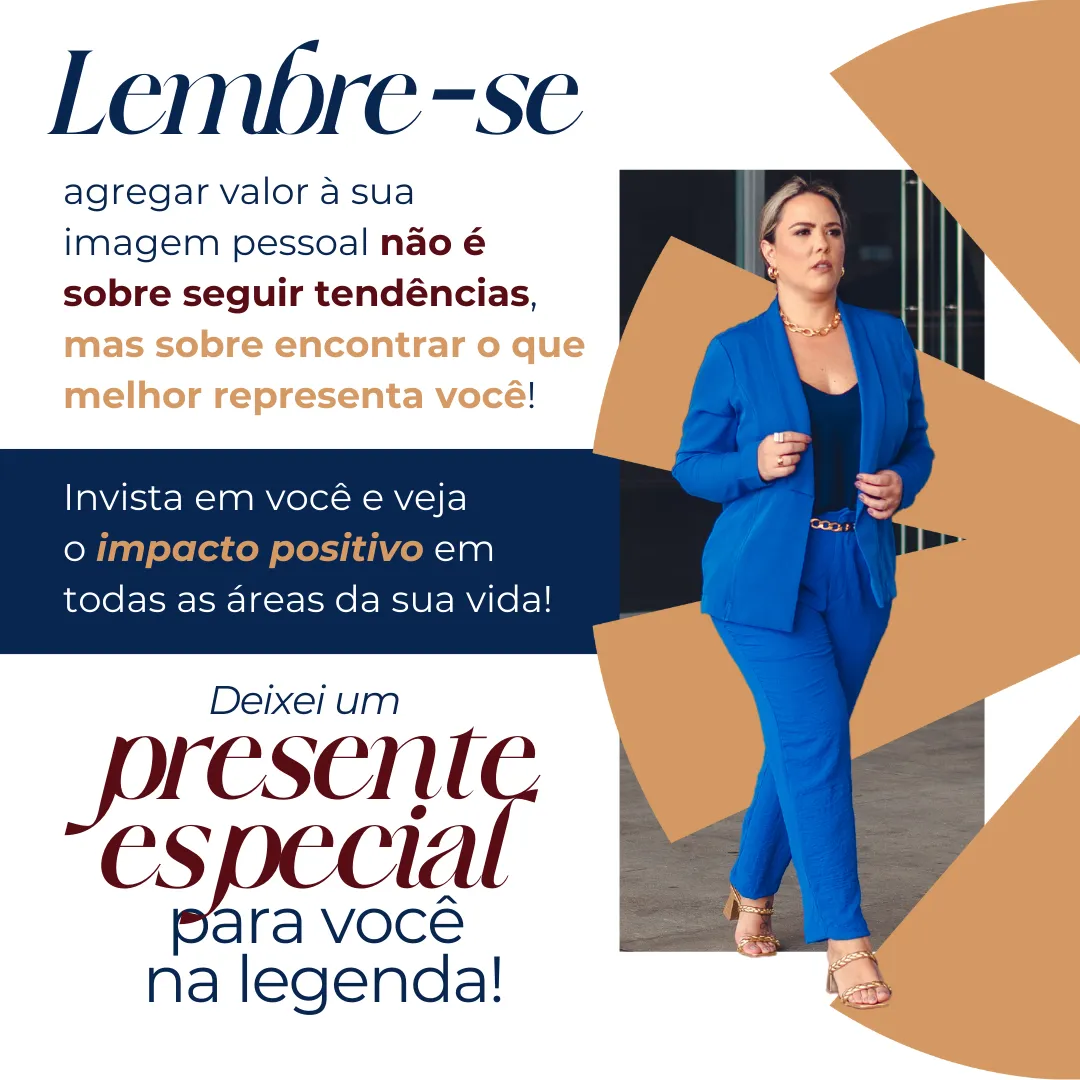 Lembre-se
agregar valor à sua
imagem pessoal não é
sobre seguir tendências,
mas sobre encontrar o que
melhor representa você!
Invista em você e veja
o impacto positivo em
todas as áreas da sua vida!
Deixei um
presente
especial
para você
na legenda!